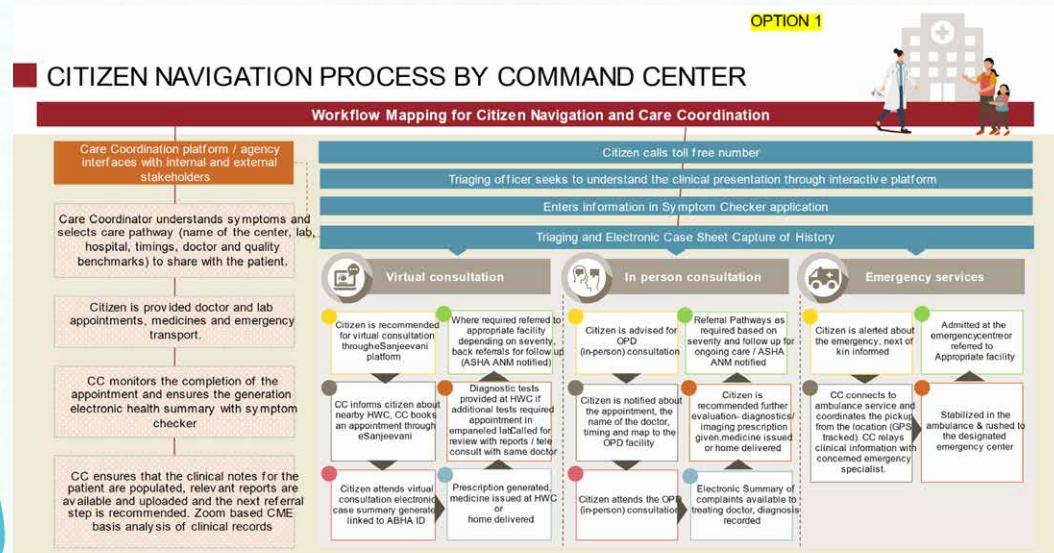 OPTION 1
CITIZEN NAVIGATION PROCESS BY COMMAND CENTER
Workflow Mapping for Citizen Navigation and Care Coordination
Care Coordination platform / agency
interfaces with internal and external
stakeholders
Care Coordinator understands symptoms and
selects care pathway (name of the center, lab,
hospital, timings, doctor and quality
benchmarks) to share with the patient.
Citizen is provided doctor and lab
appointments, medicines and emergency
transport.
CC monitors the completion of the
appointment and ensures the generation
electronic health summary with symptom
checker
CC ensures that the clinical notes for the
patient are populated, relevant reports are
available and uploaded and the next referral
step is recommended. Zoom based CME
basis analysis of clinical records
Citizen calls toll free number
Triaging officer seeks to understand the clinical presentation through interactive platform
Enters information in Symptom Checker application
Triaging and Electronic Case Sheet Capture of History
Virtual consultation
Citizen is recommended
for virtual consultation
througheSanjeevani
platform
Where required referred to
appropriate facility
depending on severity,
back referrals for follow up
(ASHA ANM notified)
CC informs citizen about
nearby HWC, CC books
an appointment through
eSanjeevani
Diagnostic tests
provided at HWC if
additional tests required
appointment in
empaneled lab.Called for
review with reports / tele
consult with same doctor
Citizen attends virtual
consultation electronic
case summary generate
linked to ABHA ID
Prescription generated,
medicine issued at HWC
or
home delivered
In person consultation
Citizen is advised for
OPD
(in-person) consultation
Referral Pathways as
required based on
severity and follow up for
ongoing care / ASHA
ANM notified
Citizen is notified about
the appointment, the
name of the doctor,
timing and map to the
OPD facility
Citizen is
recommended further
evaluation- diagnostics/
imaging prescription
given,medicine issued
or home delivered
Citizen attends the OPD
(in-person) consultation
Electronic Summary of
complaints available to
treating doctor, diagnosis
recorded
Emergency services
Citizen is alerted about
the emergency, next of
kin informed
Admitted at the
emergencycentreor
referred to
Appropriate facility
CC connects to
ambulance service and
coordinates the pickup
from the location (GPS
tracked). CC relays
clinical information with
concerned emergency
specialist.
Stabilized in the
ambulance & rushed to
the designated
emergency center